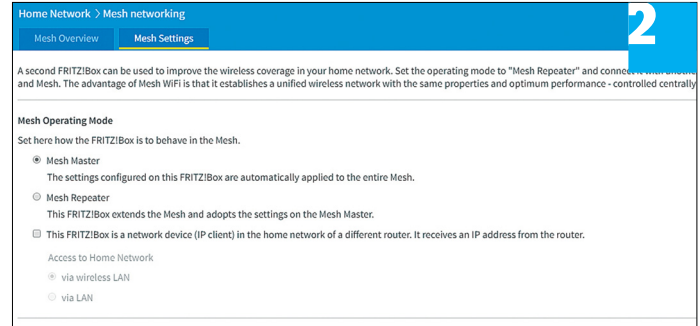 Home Network > Mesh networking
2
Mesh Overview
Mesh Settings
A second FRITZ!Box can be used to improve the wireless coverage in your home network. Set the operating mode to "Mesh Repeater" and connect it with another
and Mesh. The advantage of Mesh WiFi is that it establishes a unified wireless network with the same properties and optimum performance - controlled centrally
Mesh Operating Mode
Set here how the FRITZ!Box is to behave in the Mesh.
Mesh Master
The settings configured on this FRITZ!Box are automatically applied to the entire Mesh.
Mesh Repeater
This FRITZ!Box extends the Mesh and adopts the settings on the Mesh Master.
This FRITZ!Box is a network device (IP client) in the home network of a different router. It receives an IP address from the router.
Access to Home Network
via wireless LAN
via LAN